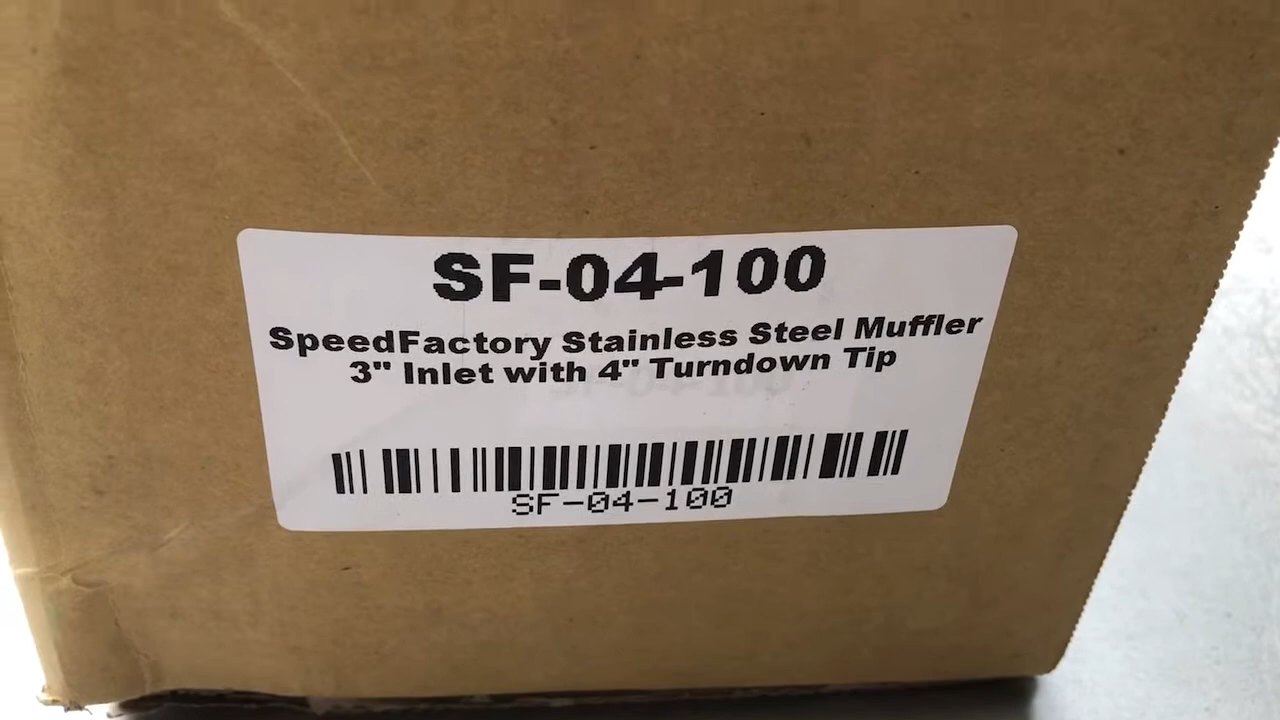 SF-04-100
SpeedFactory Stainless Steel Muffler
3" Inlet with 4" Turndown Tip
SF-04-100